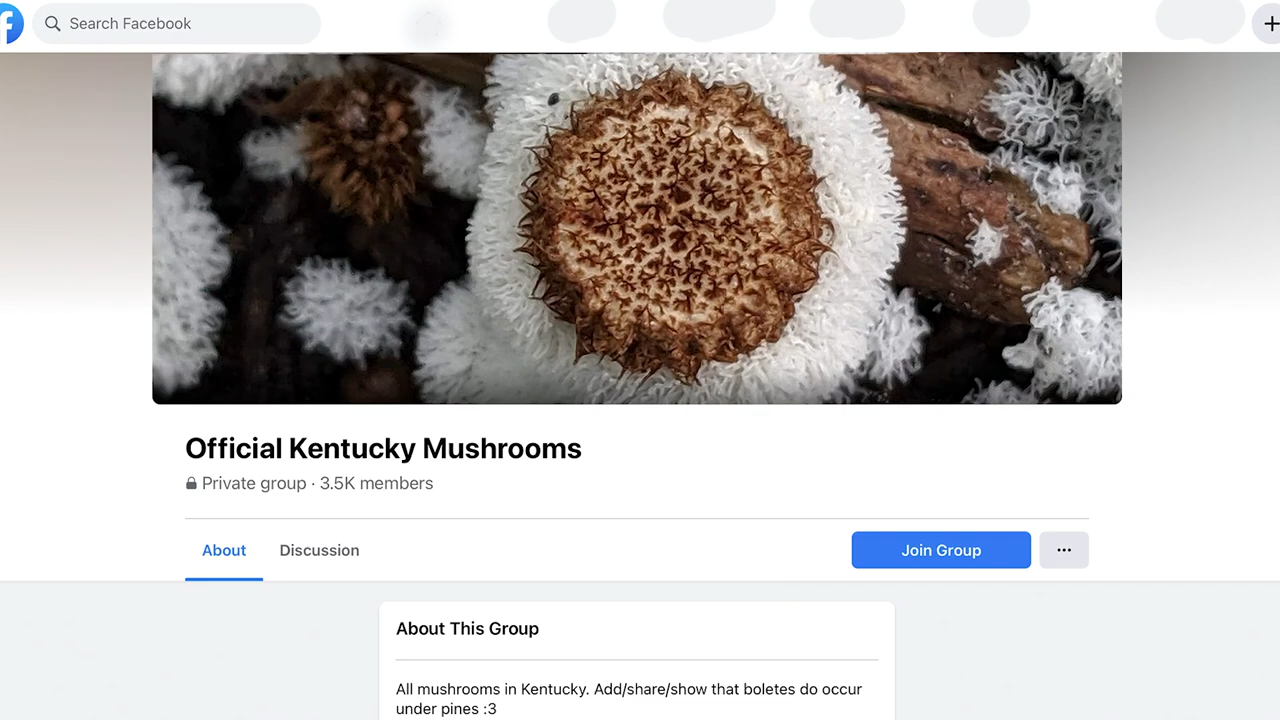 Search Facebook
Official Kentucky Mushrooms
Private group · 3.5K members
About
Discussion
Join Group
About This Group
All mushrooms in Kentucky. Add/share/show that boletes do occur
under pines :3